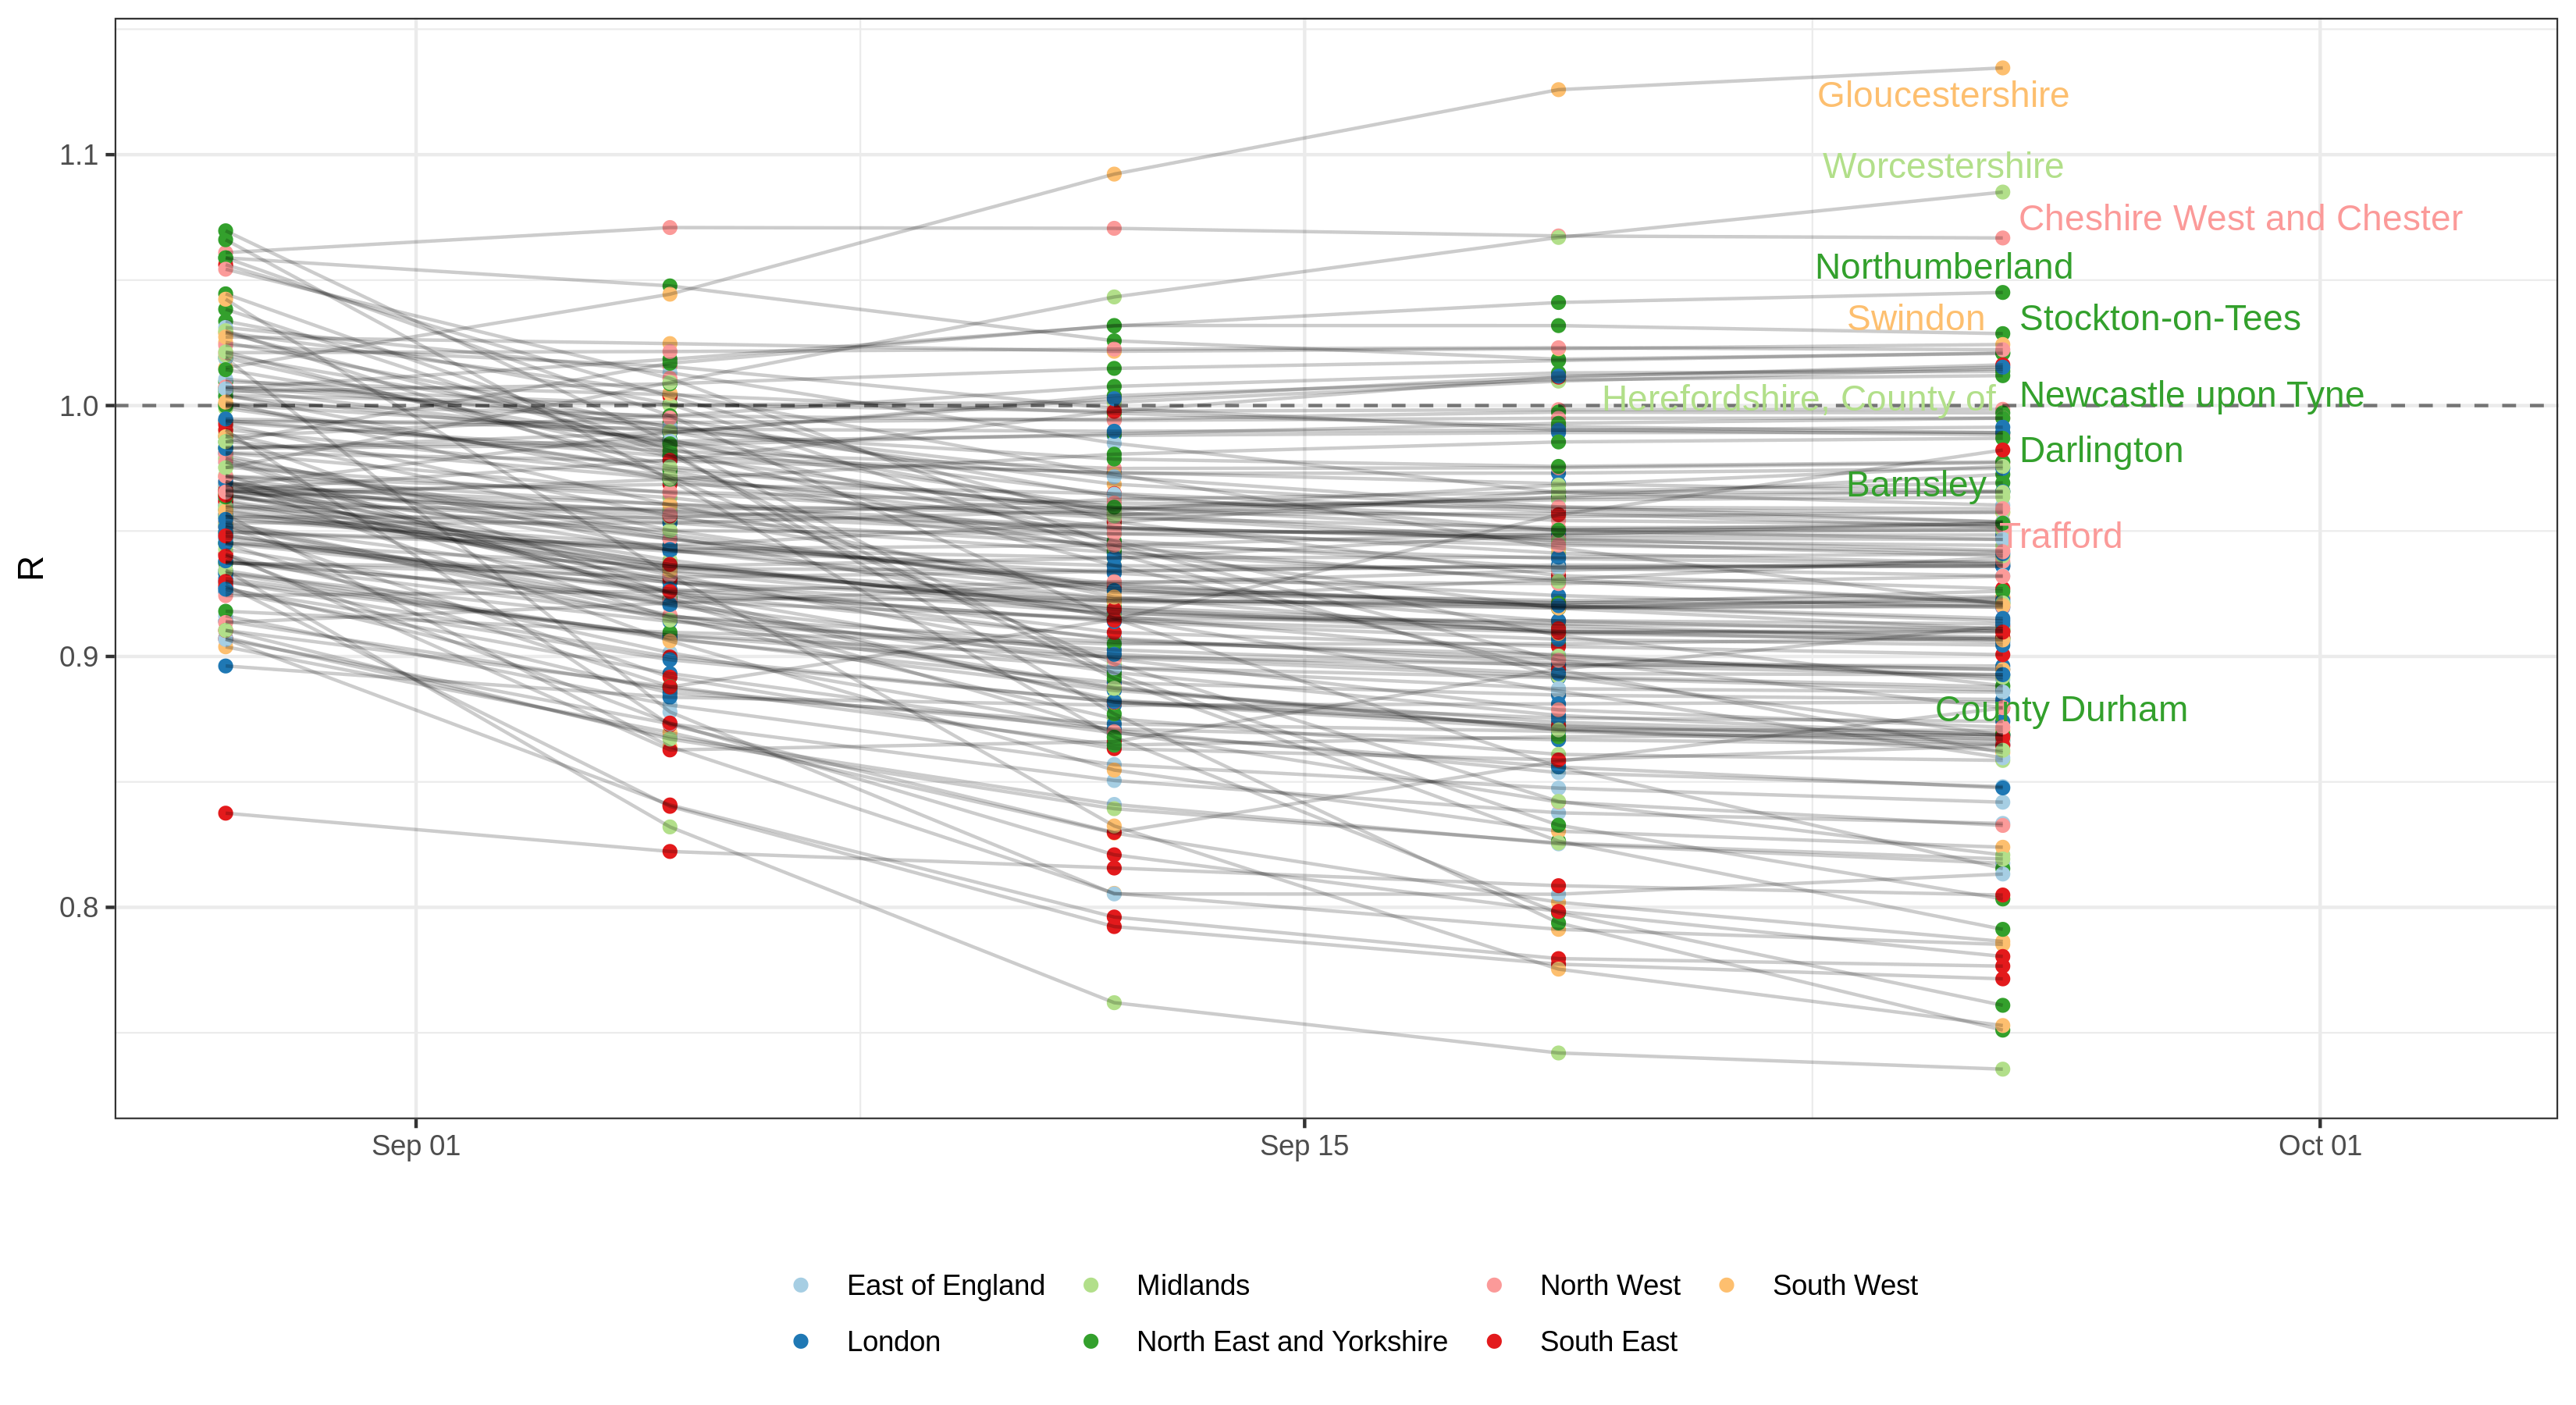 Gloucestershire
1.1
Worcestershire
Cheshire West and Chester
Northumberland
Swindon Stockton-on-Tees
Herefordshire, County of Newcastle upon Tyne
1.0
Darlington
Barnsley
Trafford
R
0.9
County Durham
0.8
Sep 01 Sep 15 Oct 01
East of England Midlands North West South West
London North East and Yorkshire South East